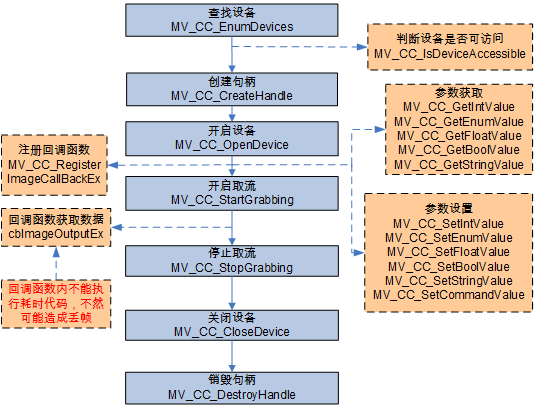 查找设备
MV_CC_EnumDevices
判断设备是否可访问
MV_CC_IsDeviceAccessible
创建句柄
MV_CC_CreateHandle
参数获取
MV_CC_GetIntValue
MV_CC_GetEnumValue
MV_CC_GetFloatValue
MV_CC_GetBoolValue
MV_CC_GetStringValue
开启设备
MV_CC_OpenDevice
注册回调函数
MV_CC_Register
ImageCallBackEx
开启取流
MV_CC_StartGrabbing
回调函数获取数据
cbImageOutputEx
参数设置
MV_CC_SetIntValue
MV_CC_SetEnumValue
MV_CC_SetFloatValue
MV_CC_SetBoolValue
MV_CC_SetStringValue
MV_CC_SetCommandValue
停止取流
MV_CC_StopGrabbing
回调函数内不能执
行耗时代码，不然
可能造成丢帧
关闭设备
MV_CC_CloseDevice
销毁句柄
MV_CC_DestroyHandle